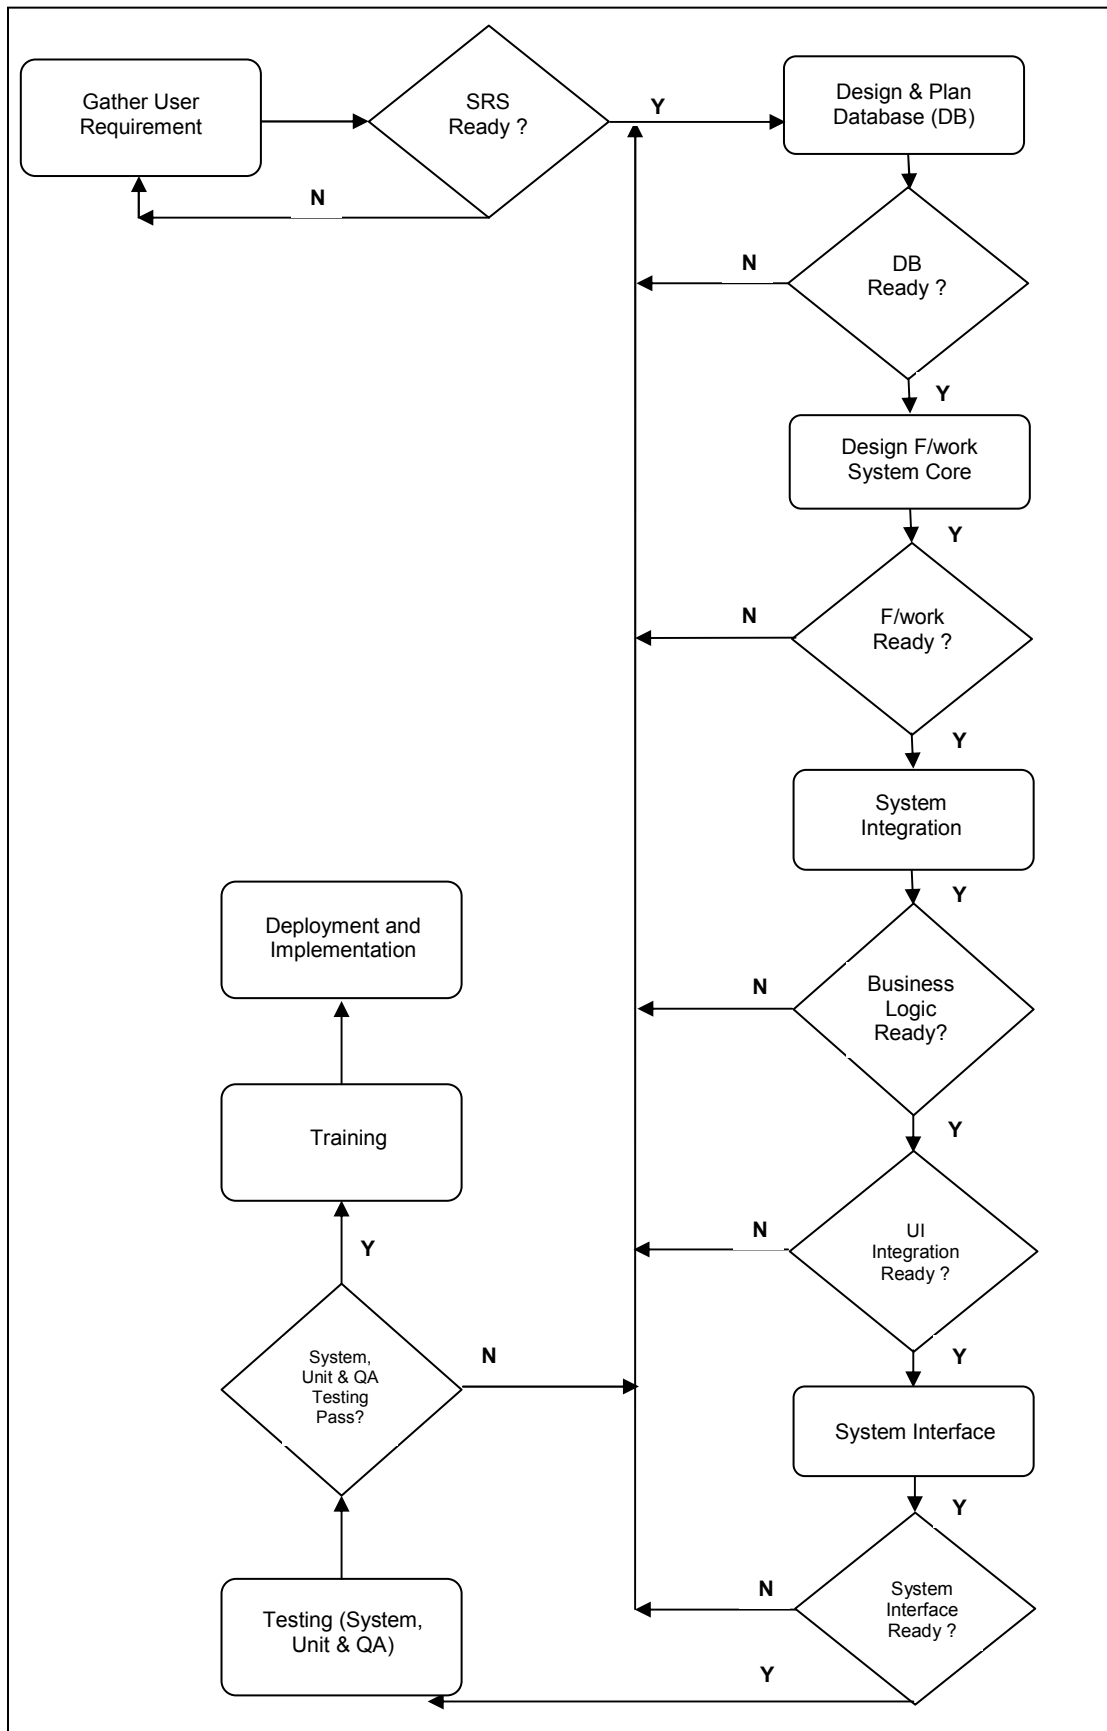 Gather User
Requirement
SRS
Ready ?
Y
N
Design & Plan
Database (DB)
DB
Ready ?
N
Y
Design F/work
System Core
Y
F/work
Ready ?
N
Y
System
Integration
Y
Business
Logic
Ready?
N
Y
UI
Integration
Ready ?
N
Y
System Interface
Y
System
Interface
Ready ?
N
Y
Testing (System,
Unit & QA)
System,
Unit & QA
Testing
Pass?
N
Y
Training
Deployment and
Implementation